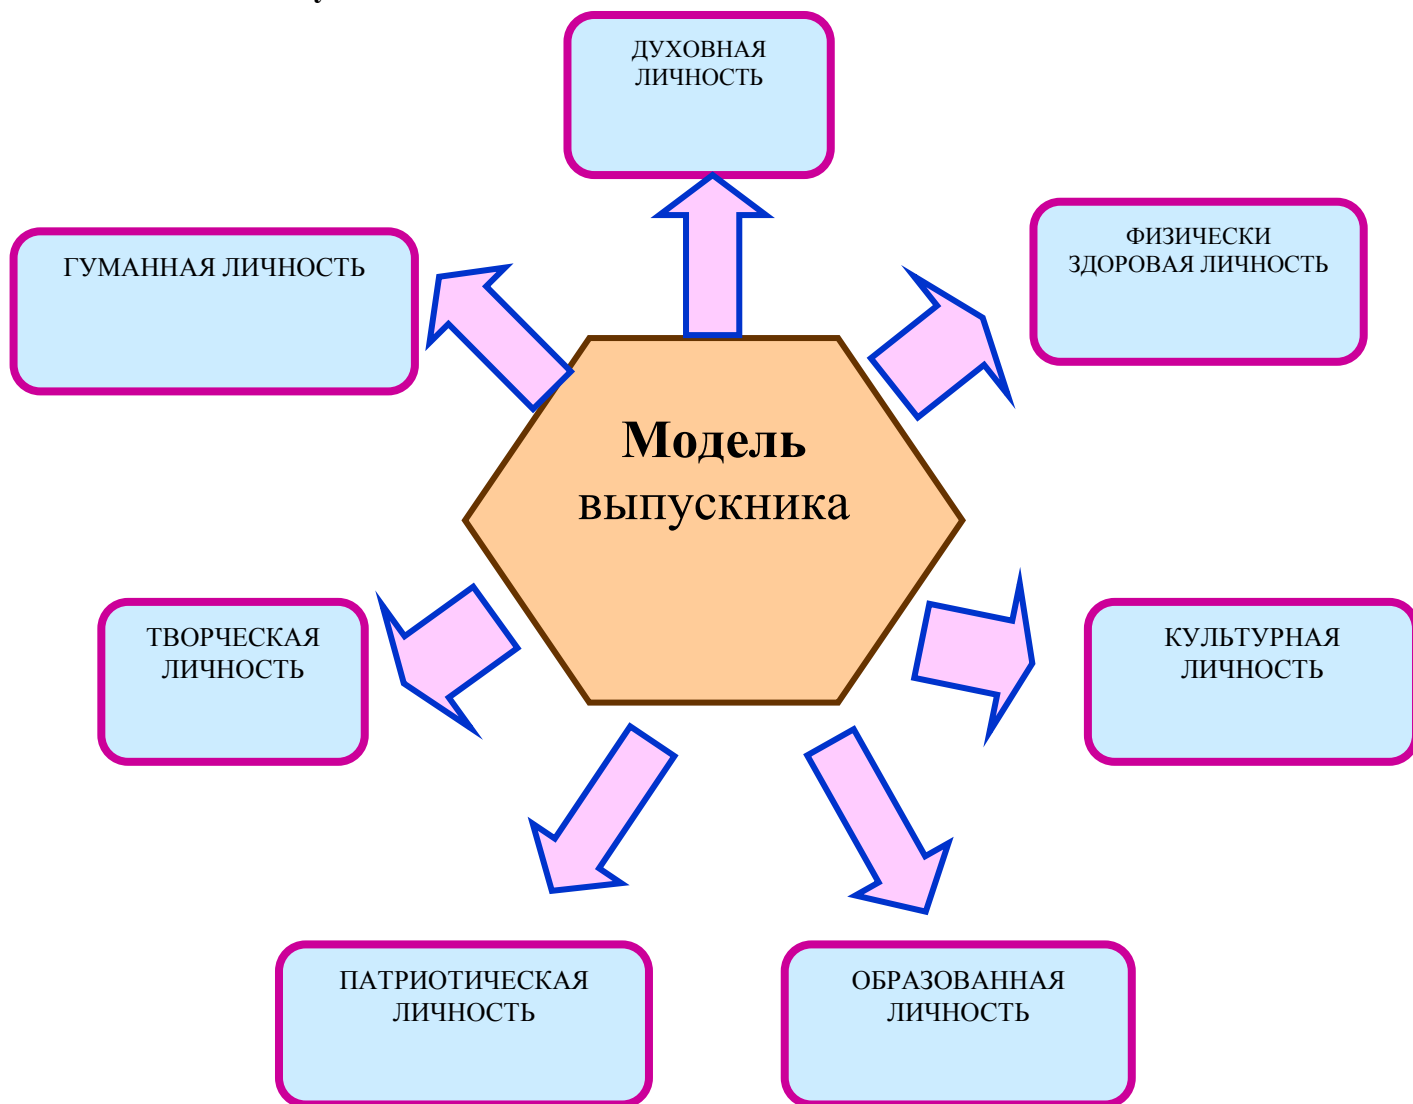 ДУХОВНАЯ
ЛИЧНОСТЬ
ФИЗИЧЕСКИ
ЗДОРОВАЯ ЛИЧНОСТЬ
ГУМАННАЯ ЛИЧНОСТЬ
Модель
выпускника
ТВОРЧЕСКАЯ
ЛИЧНОСТЬ
КУЛЬТУРНАЯ
ЛИЧНОСТЬ
ПАТРИОТИЧЕСКАЯ
ЛИЧНОСТЬ
ОБРАЗОВАННАЯ
ЛИЧНОСТЬ